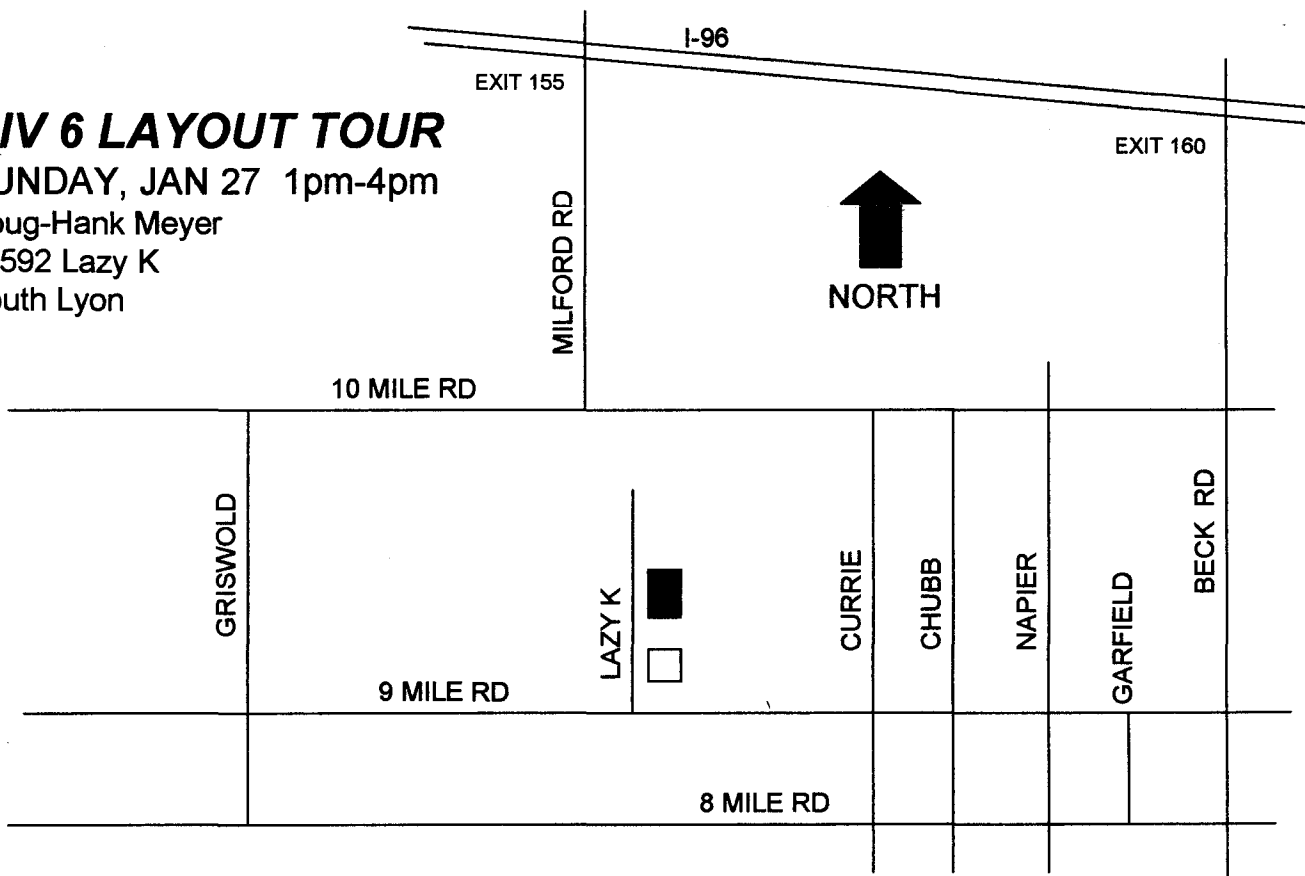 I-96
EXIT 155
EXIT 160
IV 6 LAYOUT TOUR
UNDAY, JAN 27 1pm-4pm
oug-Hank Meyer
592 Lazy K
outh Lyon
MILFORD RD
NORTH
10 MILE RD
GRISWOLD
LAZY K
CURRIE
CHUBB
NAPIER
GARFIELD
BECK RD
9 MILE RD
8 MILE RD